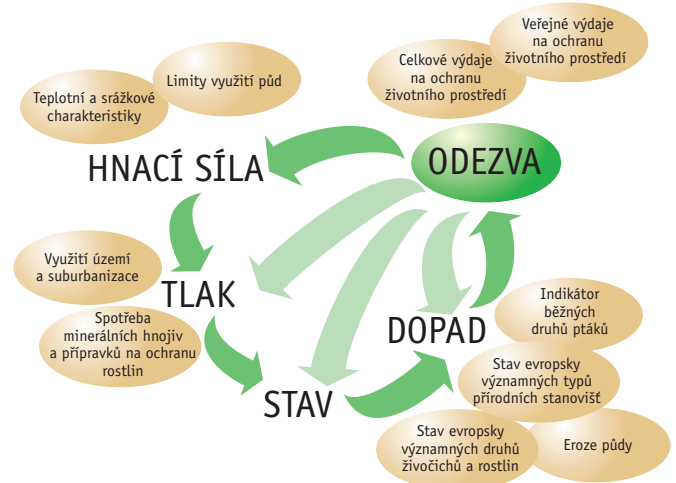 Veřejné výdaje
na ochranu
životního prostředí
Celkové výdaje
na ochranu
životního prostředí
Limity využití půd
Teplotní a srážkové
charakteristiky
HNACÍ SÍLA
ODEZVA
Využití území
a suburbanizace
TLAK
Spotřeba
minerálních hnojiv
a přípravků na ochranu
rostlin
Indikátor
běžných
druhů ptáků
DOPAD
Stav evropsky
významných typů
přírodních stanovišť
STAV
Stav evropsky
významných druhů
živočichů a rostlin
Eroze půdy